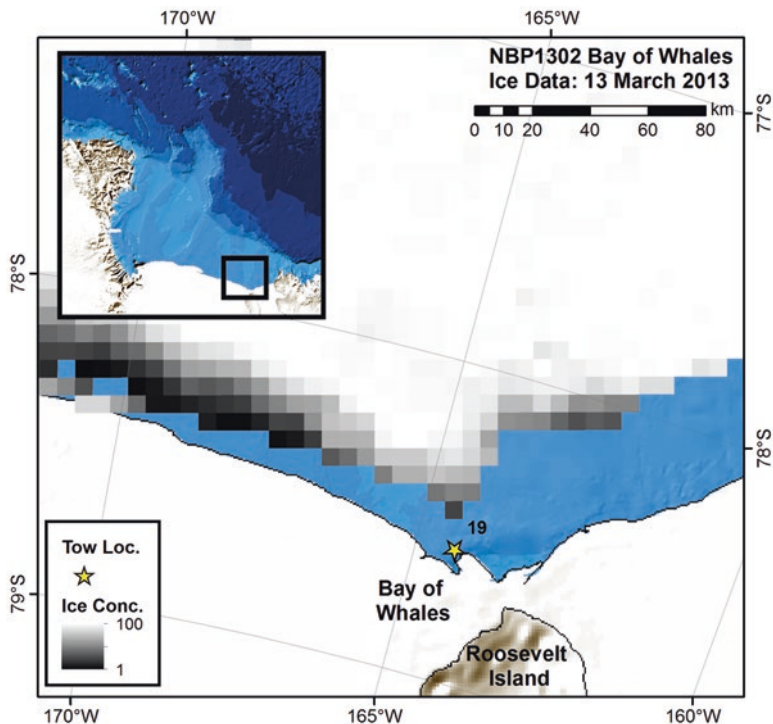 170°W
165°W
NBP1302 Bay of Whales
Ice Data: 13 March 2013
km
0 10 20 40 60 80
77°S
78°S
78°S
79°S
19
Bay of
Whales
Roosevelt
Island
Tow Loc.
Ice Conc.
100
1
170°W
165°W
160°W